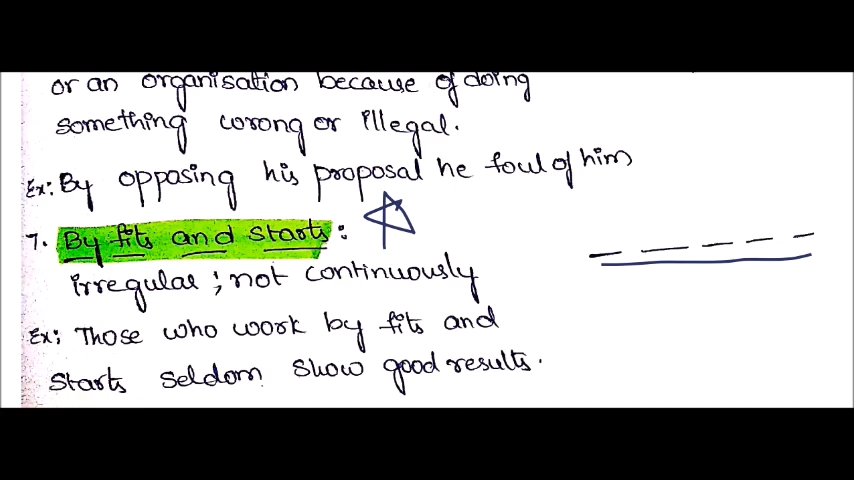 or an organisation because of doing
something wrong or illegal.
Ex: By opposing his proposal he foul of him
7. By fits and starts:
irregular; not continuously
Ex: Those who work by fits and
starts seldom show good results.